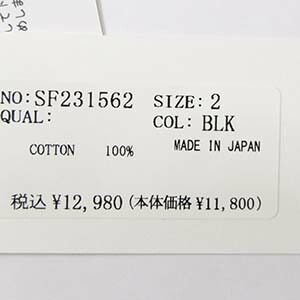 NO: SF231562 SIZE: 2
QUAL: COL: BLK
COTTON 100% MADE IN JAPAN
税込 ¥12,980 (本体価格 ¥11,800)